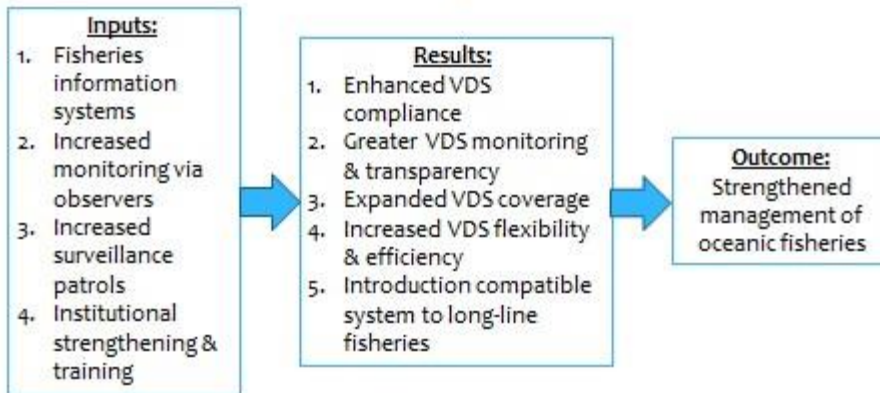 Inputs:
1. Fisheries
information
systems
2. Increased
monitoring via
observers
3. Increased
surveillance
patrols
4. Institutional
strengthening &
training
Results:
1. Enhanced VDS
compliance
2. Greater VDS monitoring
& transparency
3. Expanded VDS coverage
4. Increased VDS flexibility
& efficiency
5. Introduction compatible
system to long-line
fisheries
Outcome:
Strengthened
management of
oceanic fisheries